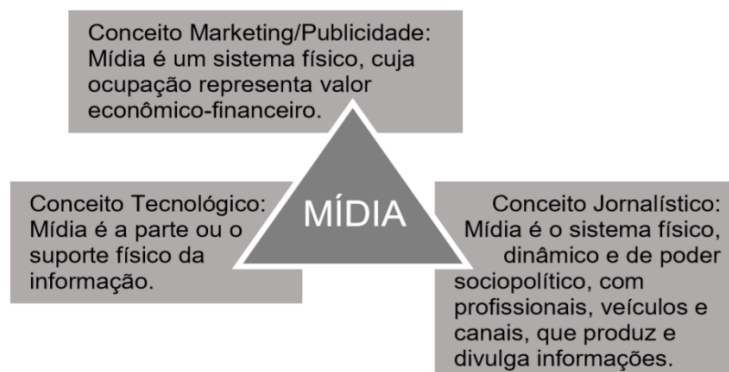 Conceito Marketing/Publicidade:
Mídia é um sistema físico, cuja
ocupação representa valor
econômico-financeiro.
Conceito Tecnológico:
Mídia é a parte ou o
suporte físico da
informação.
MÍDIA
Conceito Jornalístico:
Mídia é o sistema físico,
dinâmico e de poder
sociopolítico, com
profissionais, veículos e
canais, que produz e
divulga informações.